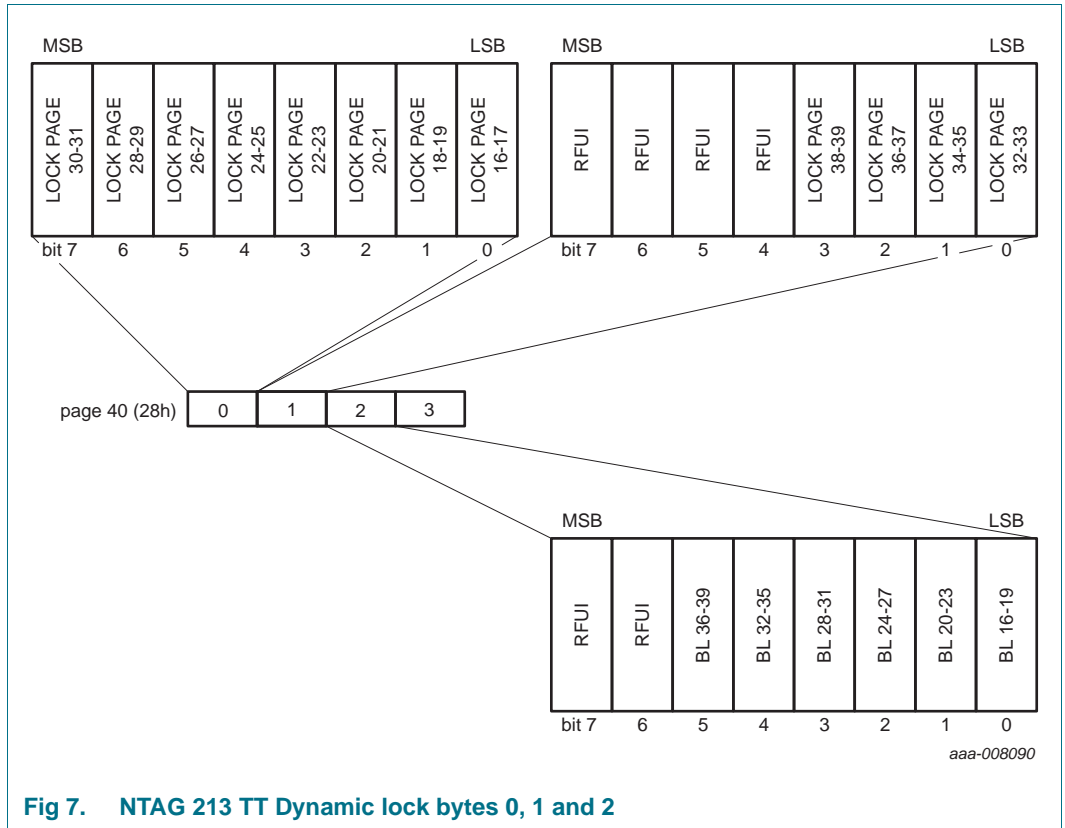 MSB LSB
LOCK PAGE 30-31
LOCK PAGE 28-29
LOCK PAGE 26-27
LOCK PAGE 24-25
LOCK PAGE 22-23
LOCK PAGE 20-21
LOCK PAGE 18-19
LOCK PAGE 16-17
bit 7 6 5 4 3 2 1 0
MSB LSB
RFUI
RFUI
RFUI
RFUI
LOCK PAGE 38-39
LOCK PAGE 36-37
LOCK PAGE 34-35
LOCK PAGE 32-33
bit 7 6 5 4 3 2 1 0
page 40 (28h) 0 1 2 3
MSB LSB
RFUI
RFUI
BL 36-39
BL 32-35
BL 28-31
BL 24-27
BL 20-23
BL 16-19
bit 7 6 5 4 3 2 1 0
aaa-008090
Fig 7. NTAG 213 TT Dynamic lock bytes 0, 1 and 2